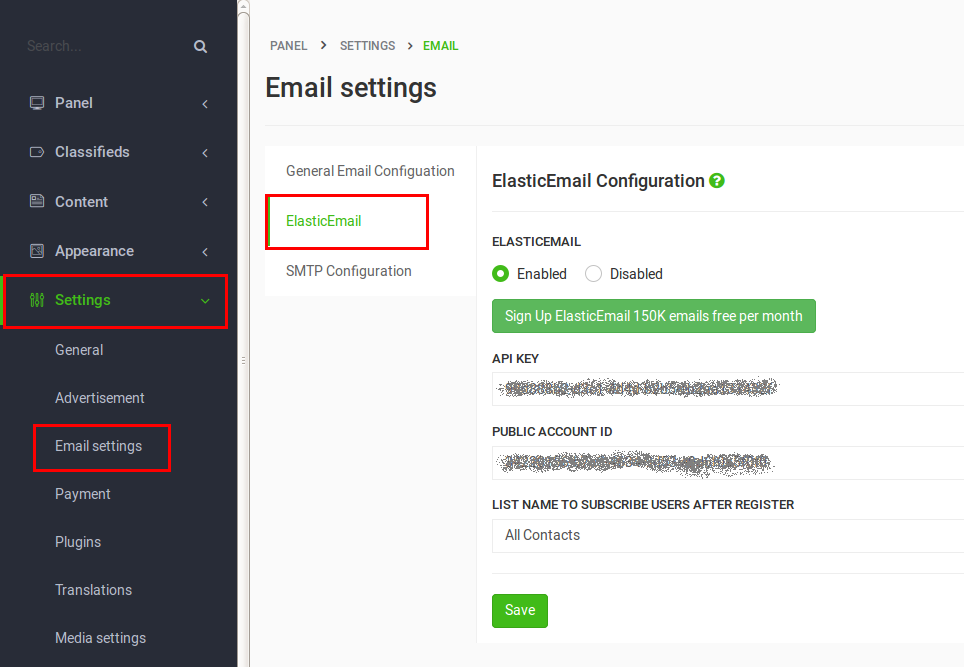 Search...
Panel
Classifieds
Content
Appearance
Settings
General
Advertisement
Email settings
Payment
Plugins
Translations
Media settings
PANEL > SETTINGS > EMAIL
Email settings
General Email Configuation
ElasticEmail
SMTP Configuration
ElasticEmail Configuration ?
ELASTICEMAIL
Enabled Disabled
Sign Up ElasticEmail 150K emails free per month
API KEY
PUBLIC ACCOUNT ID
LIST NAME TO SUBSCRIBE USERS AFTER REGISTER
All Contacts
Save